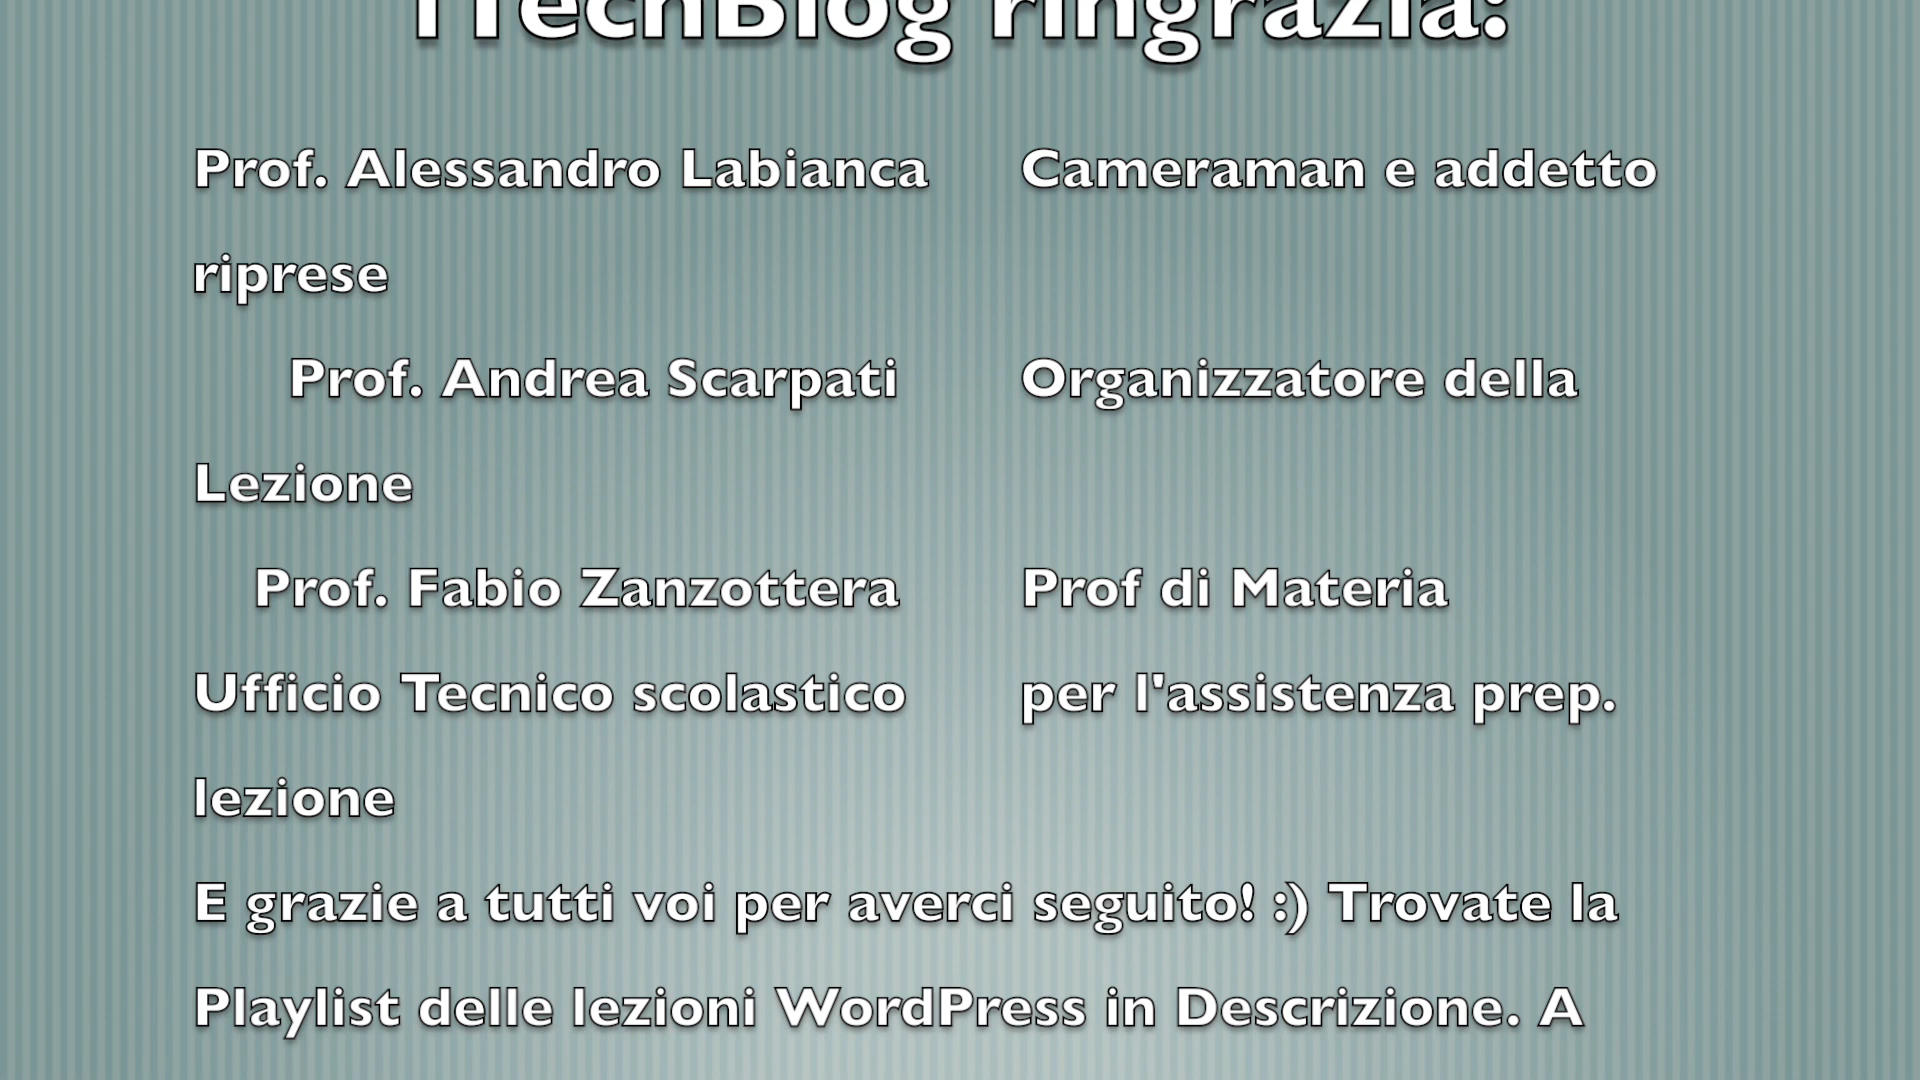 iTechBlog ringrazia:
Prof. Alessandro Labianca Cameraman e addetto
riprese
Prof. Andrea Scarpati Organizzatore della
Lezione
Prof. Fabio Zanzottera Prof di Materia
Ufficio Tecnico scolastico per l'assistenza prep.
lezione
E grazie a tutti voi per averci seguito! :) Trovate la
Playlist delle lezioni WordPress in Descrizione. A